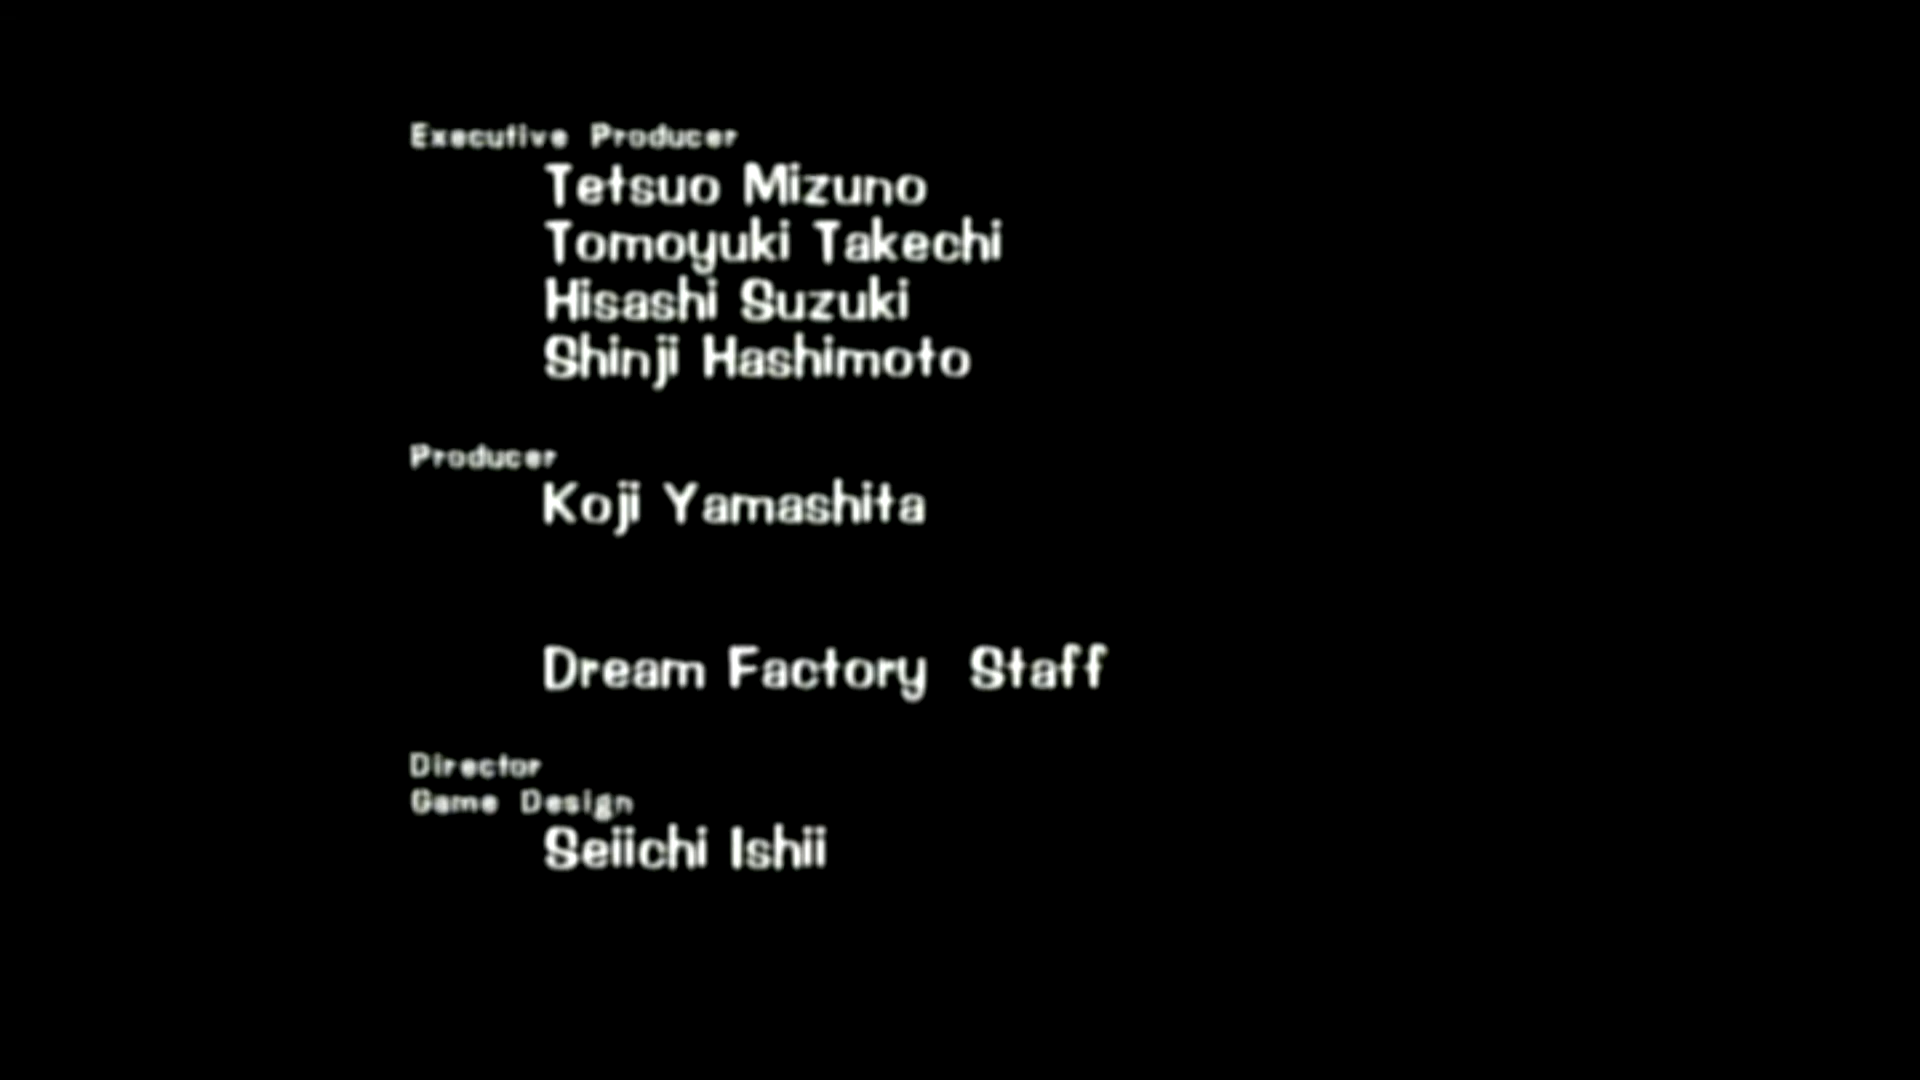 Executive Producer
Tetsuo Mizuno
Tomoyuki Takechi
Hisashi Suzuki
Shinji Hashimoto
Producer
Koji Yamashita
Dream Factory Staff
Director
Game Design
Seiichi Ishii